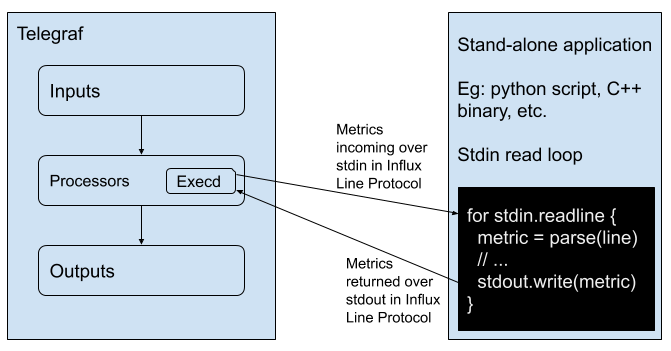 Telegraf
Inputs
Processors
Execd
Outputs
Metrics
incoming over
stdin in Influx
Line Protocol
Metrics
returned over
stdout in Influx
Line Protocol
Stand-alone application
Eg: python script, C++
binary, etc.
Stdin read loop
for stdin.readline {
metric = parse(line)
// ...
stdout.write(metric)
}